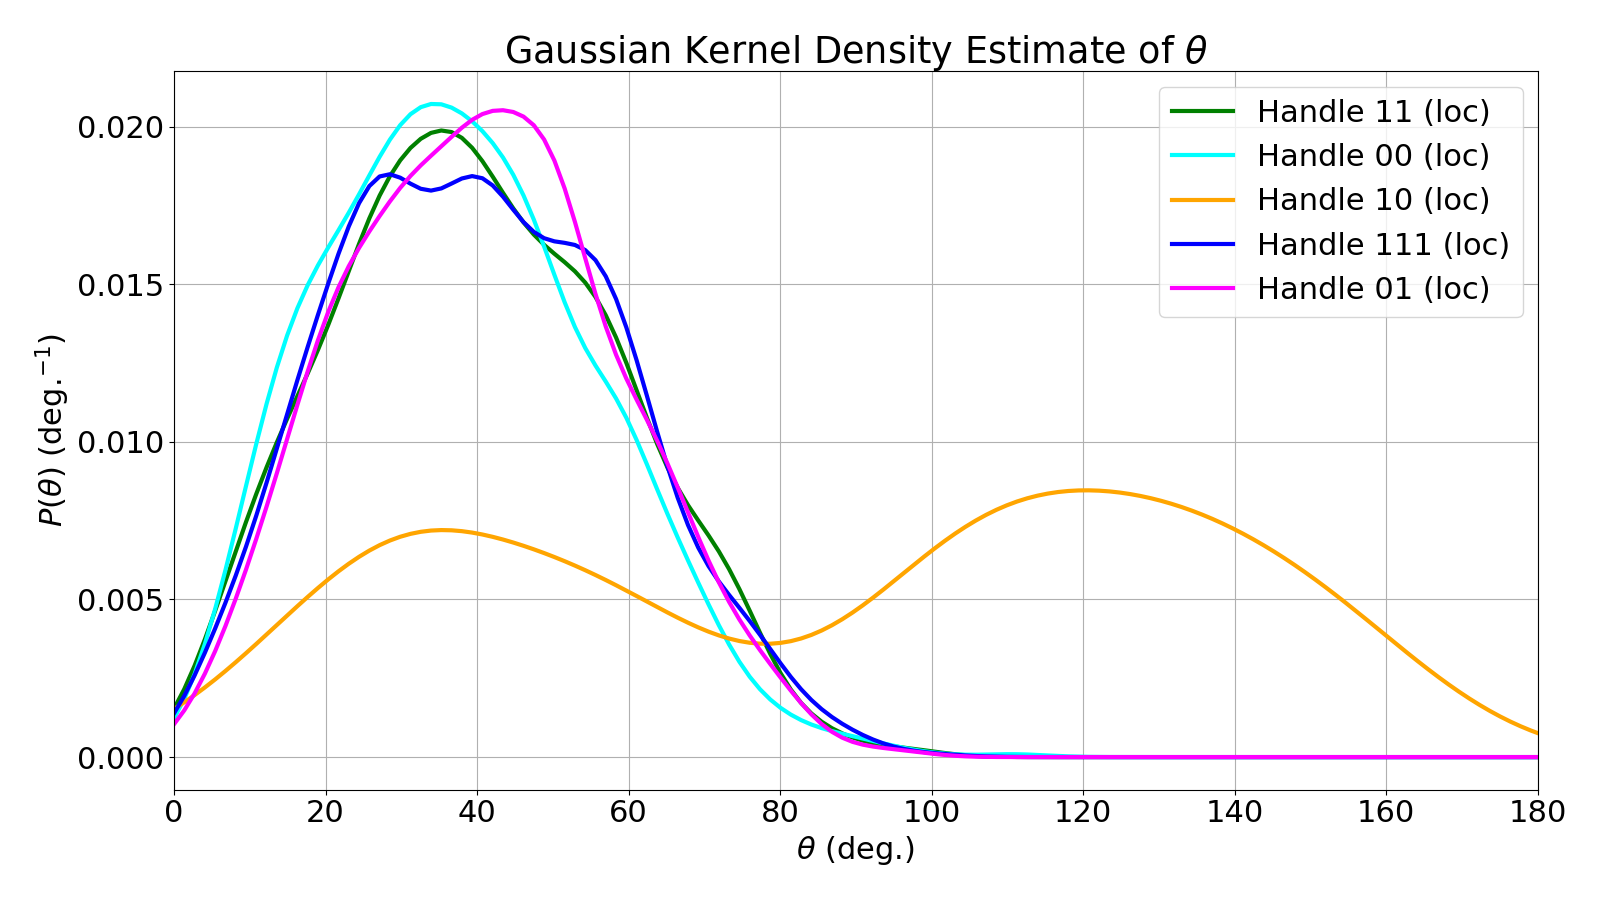 Gaussian Kernel Density Estimate of θ
Handle 11 (loc)
Handle 00 (loc)
Handle 10 (loc)
Handle 111 (loc)
Handle 01 (loc)
P(θ) (deg.⁻¹)
0.020
0.015
0.010
0.005
0.000
0 20 40 60 80 100 120 140 160 180
θ (deg.)